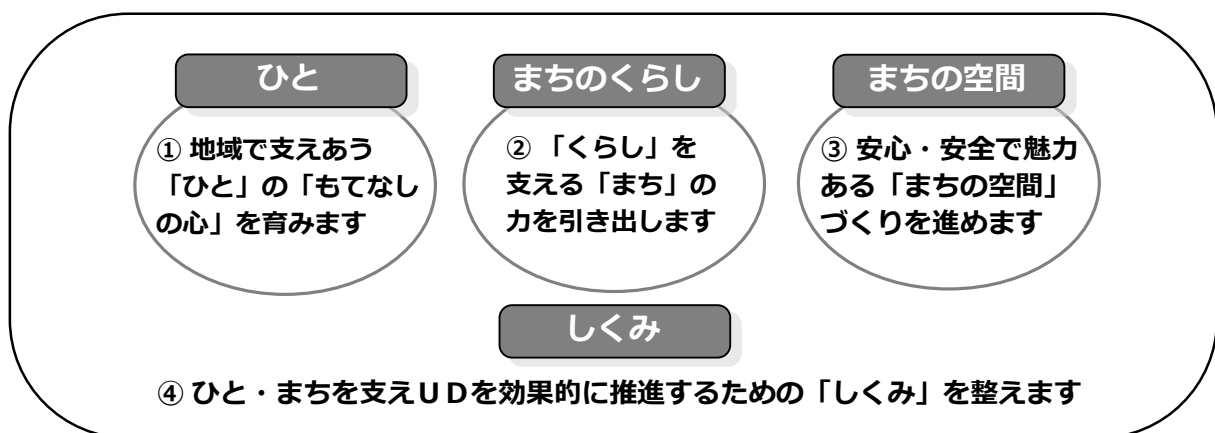 ひと
① 地域で支えあう
「ひと」の「もてなし
の心」を育みます
まちのくらし
② 「くらし」を
支える「まち」の
力を引き出します
まちの空間
③ 安心・安全で魅力
ある「まちの空間」
づくりを進めます
しくみ
④ ひと・まちを支えＵＤを効果的に推進するための「しくみ」を整えます